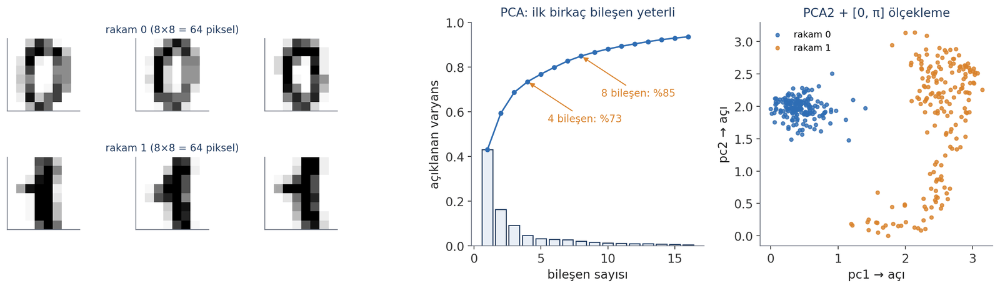 rakam 0 (8×8 = 64 piksel)
rakam 1 (8×8 = 64 piksel)
PCA: ilk birkaç bileşen yeterli
açıklanan varyans
1.0
0.8
0.6
0.4
0.2
0.0
8 bileşen: %85
4 bileşen: %73
0
5
10
15
bileşen sayısı
PCA2 + [0, π] ölçekleme
rakam 0
rakam 1
pc2 → açı
3.0
2.5
2.0
1.5
1.0
0.5
0.0
0
1
2
3
pc1 → açı